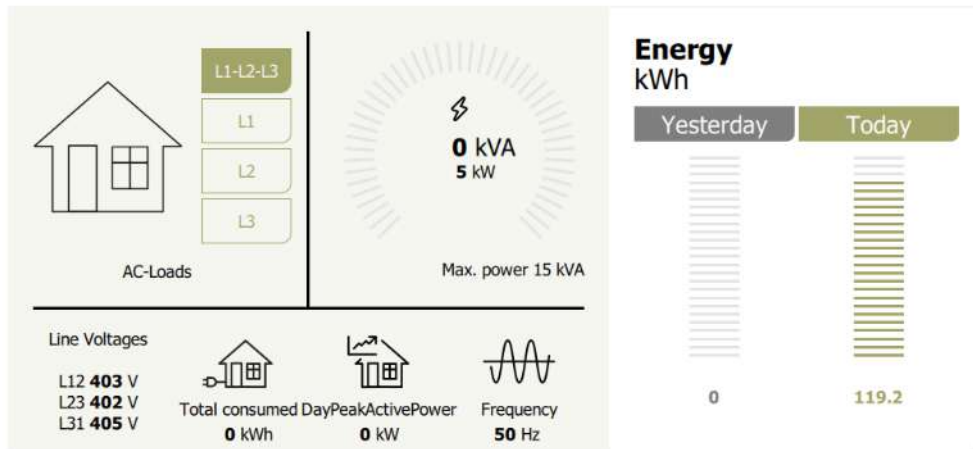 L1-L2-L3
L1
L2
L3
AC-Loads
0 kVA
5 kW
Max. power 15 kVA
Line Voltages
L12 403 V
L23 402 V
L31 405 V
Total consumed
0 kWh
DayPeakActivePower
0 kW
Frequency
50 Hz
Energy
kWh
Yesterday
Today
0
119.2